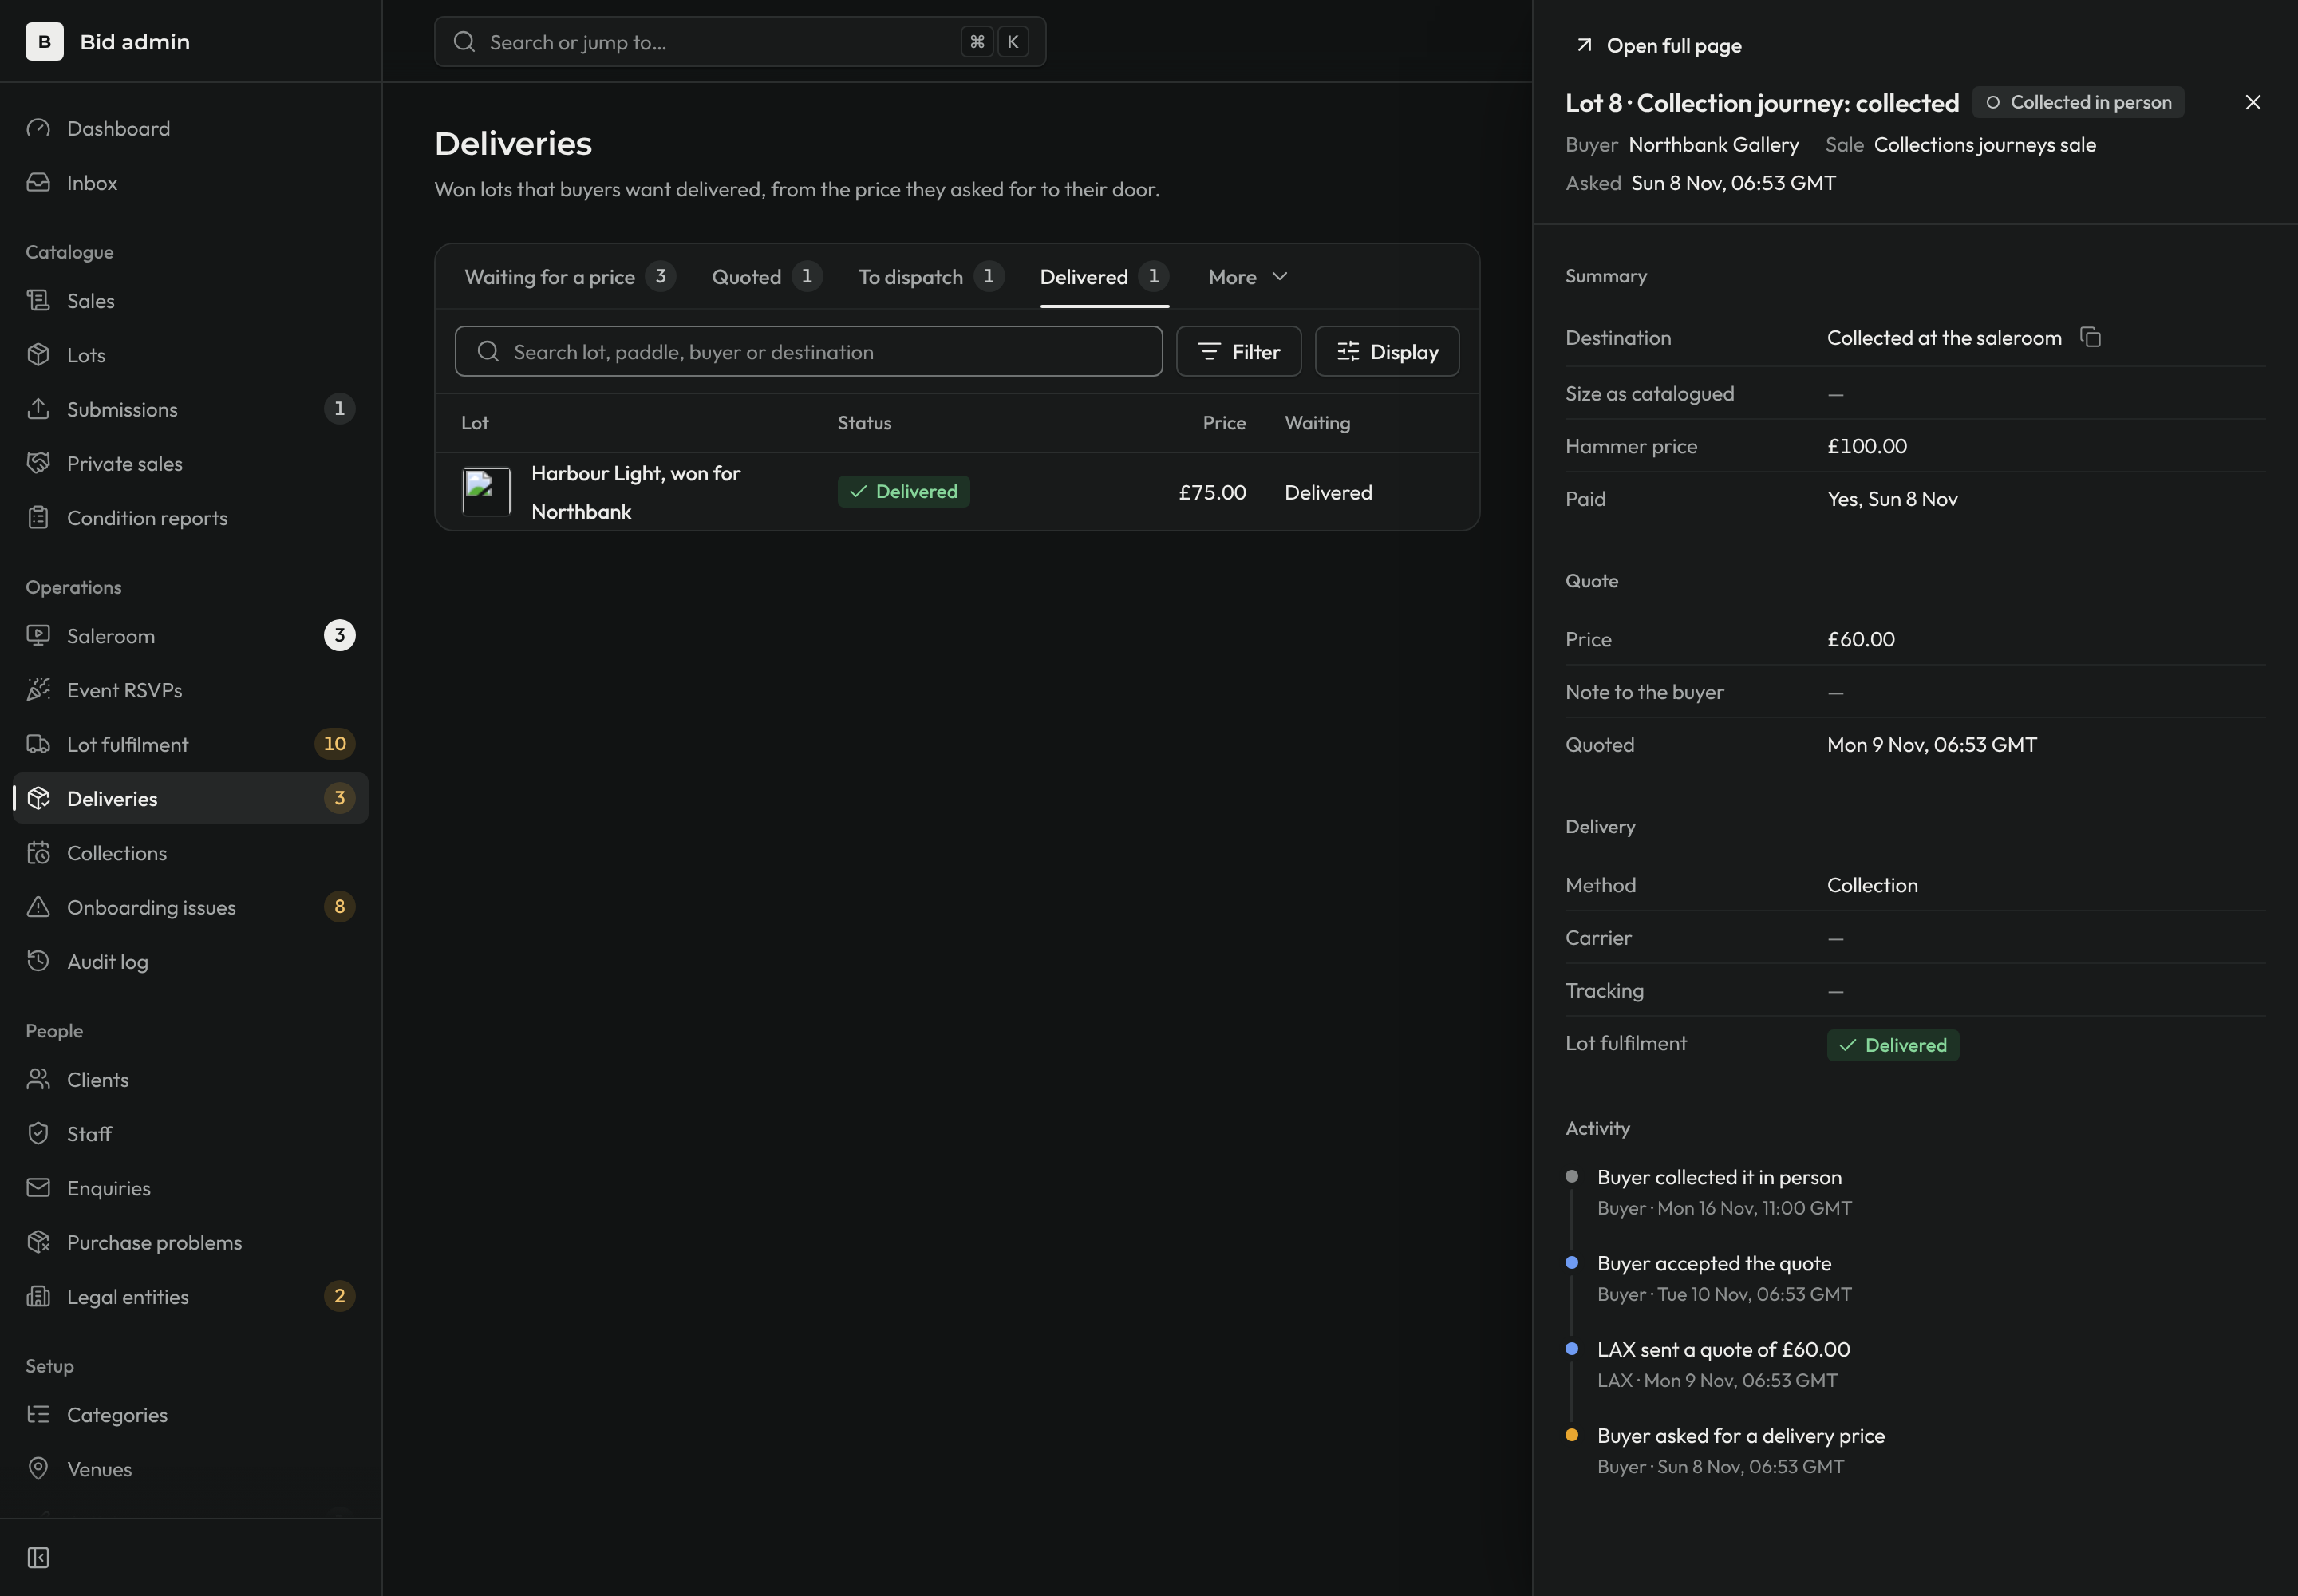 B Bid admin
Search or jump to... ⌘ K
Dashboard
Inbox
Catalogue
Sales
Lots
Submissions 1
Private sales
Condition reports
Operations
Saleroom 3
Event RSVPs
Lot fulfilment 10
Deliveries 3
Collections
Onboarding issues 8
Audit log
People
Clients
Staff
Enquiries
Purchase problems
Legal entities 2
Setup
Categories
Venues
Deliveries
Won lots that buyers want delivered, from the price they asked for to their door.
Waiting for a price 3 Quoted 1 To dispatch 1 Delivered 1 More
Search lot, paddle, buyer or destination Filter Display
Lot Status Price Waiting
Harbour Light, won for
Northbank
Delivered £75.00 Delivered
Open full page
Lot 8 · Collection journey: collected Collected in person
Buyer Northbank Gallery Sale Collections journeys sale
Asked Sun 8 Nov, 06:53 GMT
Summary
Destination Collected at the saleroom
Size as catalogued —
Hammer price £100.00
Paid Yes, Sun 8 Nov
Quote
Price £60.00
Note to the buyer —
Quoted Mon 9 Nov, 06:53 GMT
Delivery
Method Collection
Carrier —
Tracking —
Lot fulfilment Delivered
Activity
Buyer collected it in person
Buyer · Mon 16 Nov, 11:00 GMT
Buyer accepted the quote
Buyer · Tue 10 Nov, 06:53 GMT
LAX sent a quote of £60.00
LAX · Mon 9 Nov, 06:53 GMT
Buyer asked for a delivery price
Buyer · Sun 8 Nov, 06:53 GMT